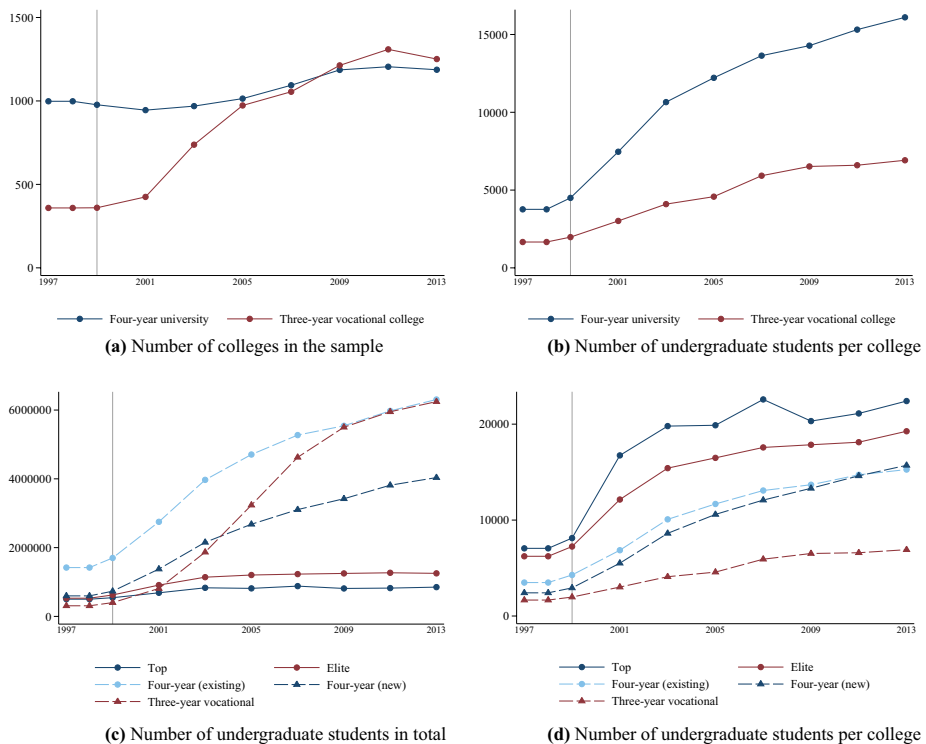 1500
1000
500
0
1997 2001 2005 2009 2013
Four-year university Three-year vocational college
(a) Number of colleges in the sample
15000
10000
5000
0
1997 2001 2005 2009 2013
Four-year university Three-year vocational college
(b) Number of undergraduate students per college
6000000
4000000
2000000
0
1997 2001 2005 2009 2013
Top Elite
Four-year (existing) Four-year (new)
Three-year vocational
(c) Number of undergraduate students in total
20000
10000
0
1997 2001 2005 2009 2013
Top Elite
Four-year (existing) Four-year (new)
Three-year vocational
(d) Number of undergraduate students per college